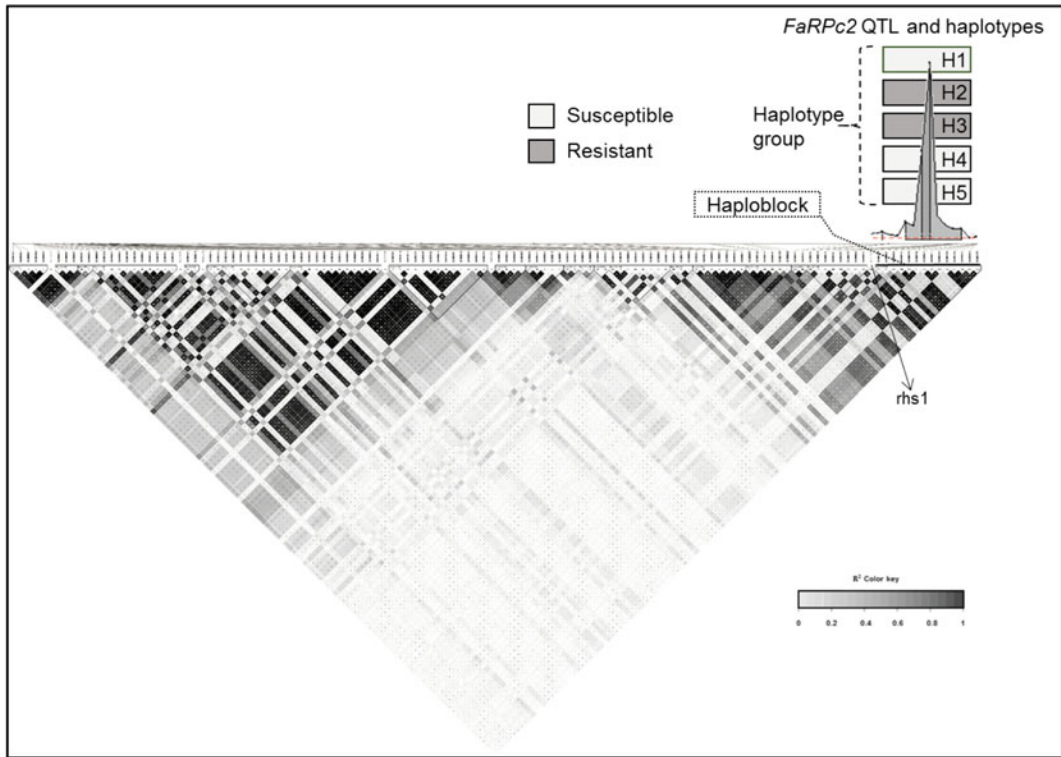 FaRPc2 QTL and haplotypes
H1
H2
H3
H4
H5
Haplotype
group
Susceptible
Resistant
Haploblock
rhs1
R² Color key
0 0.2 0.4 0.6 0.8 1